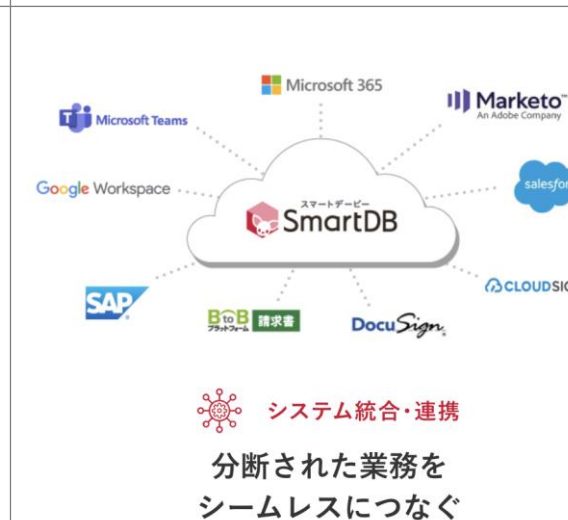 Microsoft 365
Marketo™
An Adobe Company
Microsoft Teams
Google Workspace
salesfor
スマートデービー
SmartDB
SAP
BtoB
プラットフォーム
請求書
DocuSign
CLOUDSIG
システム統合・連携
分断された業務を
シームレスにつなぐ